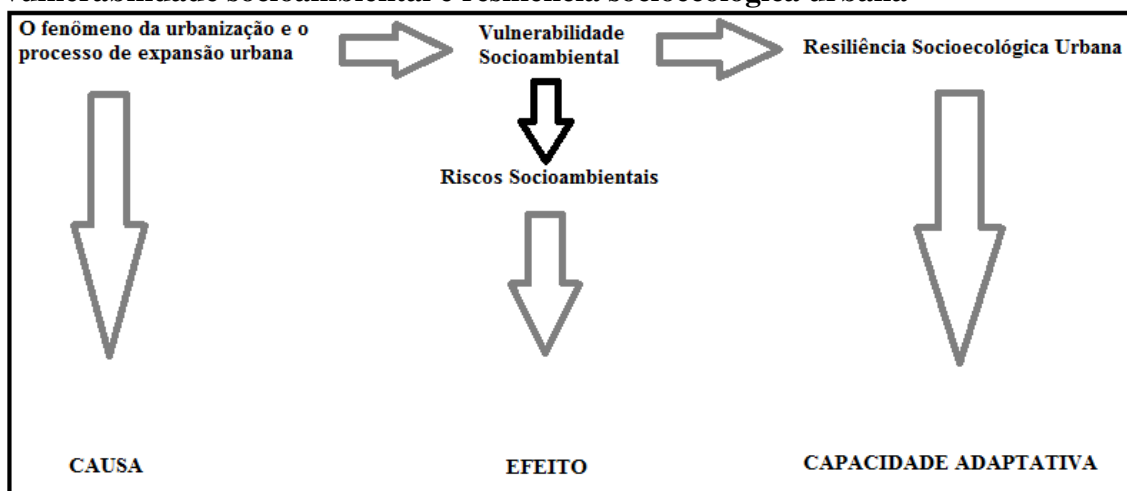 vulnerabilidade socioambiental e resiliência socioecológica urbana
O fenômeno da urbanização e o
processo de expansão urbana
Vulnerabilidade
Socioambiental
Resiliência Socioecológica Urbana
Riscos Socioambientais
CAUSA
EFEITO
CAPACIDADE ADAPTATIVA